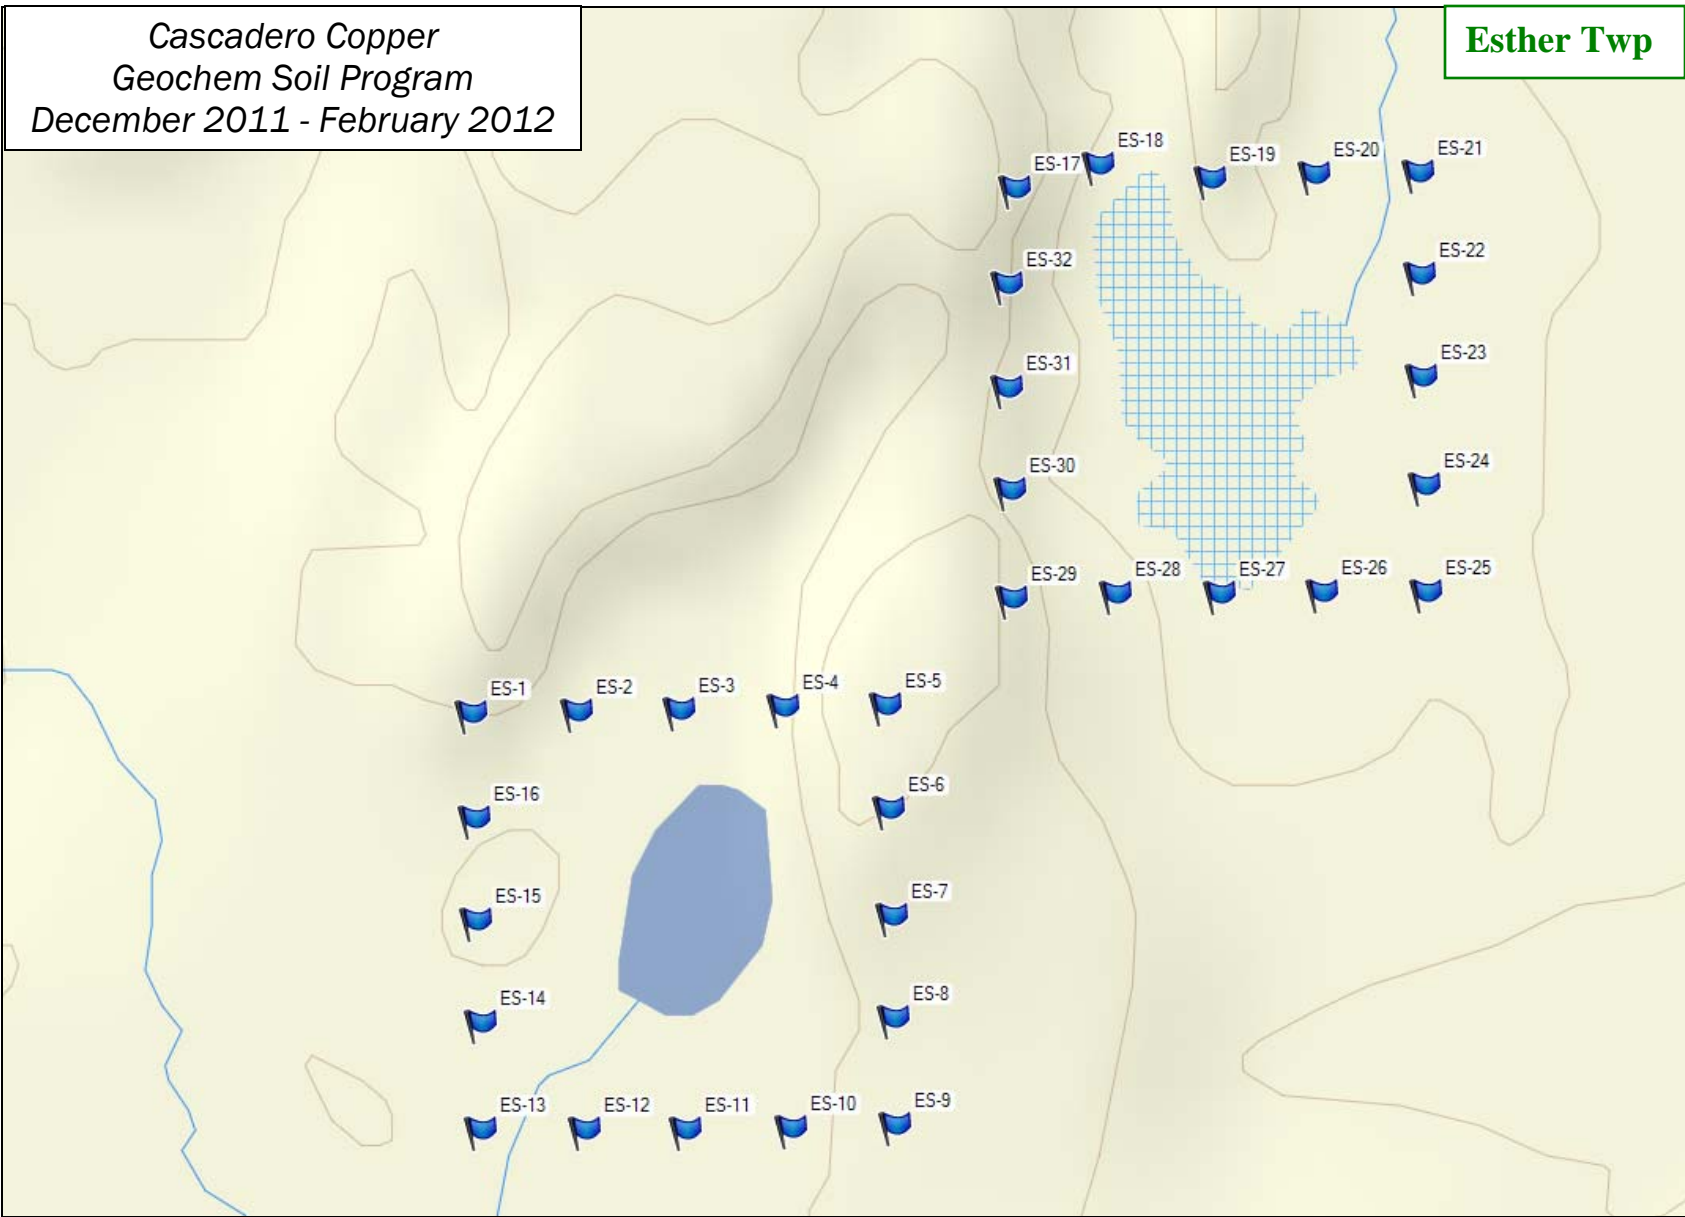 Cascadero Copper
Geochem Soil Program
December 2011 - February 2012
Esther Twp
ES-17
ES-18
ES-19
ES-20
ES-21
ES-32
ES-22
ES-31
ES-23
ES-30
ES-24
ES-29
ES-28
ES-27
ES-26
ES-25
ES-1
ES-2
ES-3
ES-4
ES-5
ES-16
ES-6
ES-15
ES-7
ES-14
ES-8
ES-13
ES-12
ES-11
ES-10
ES-9